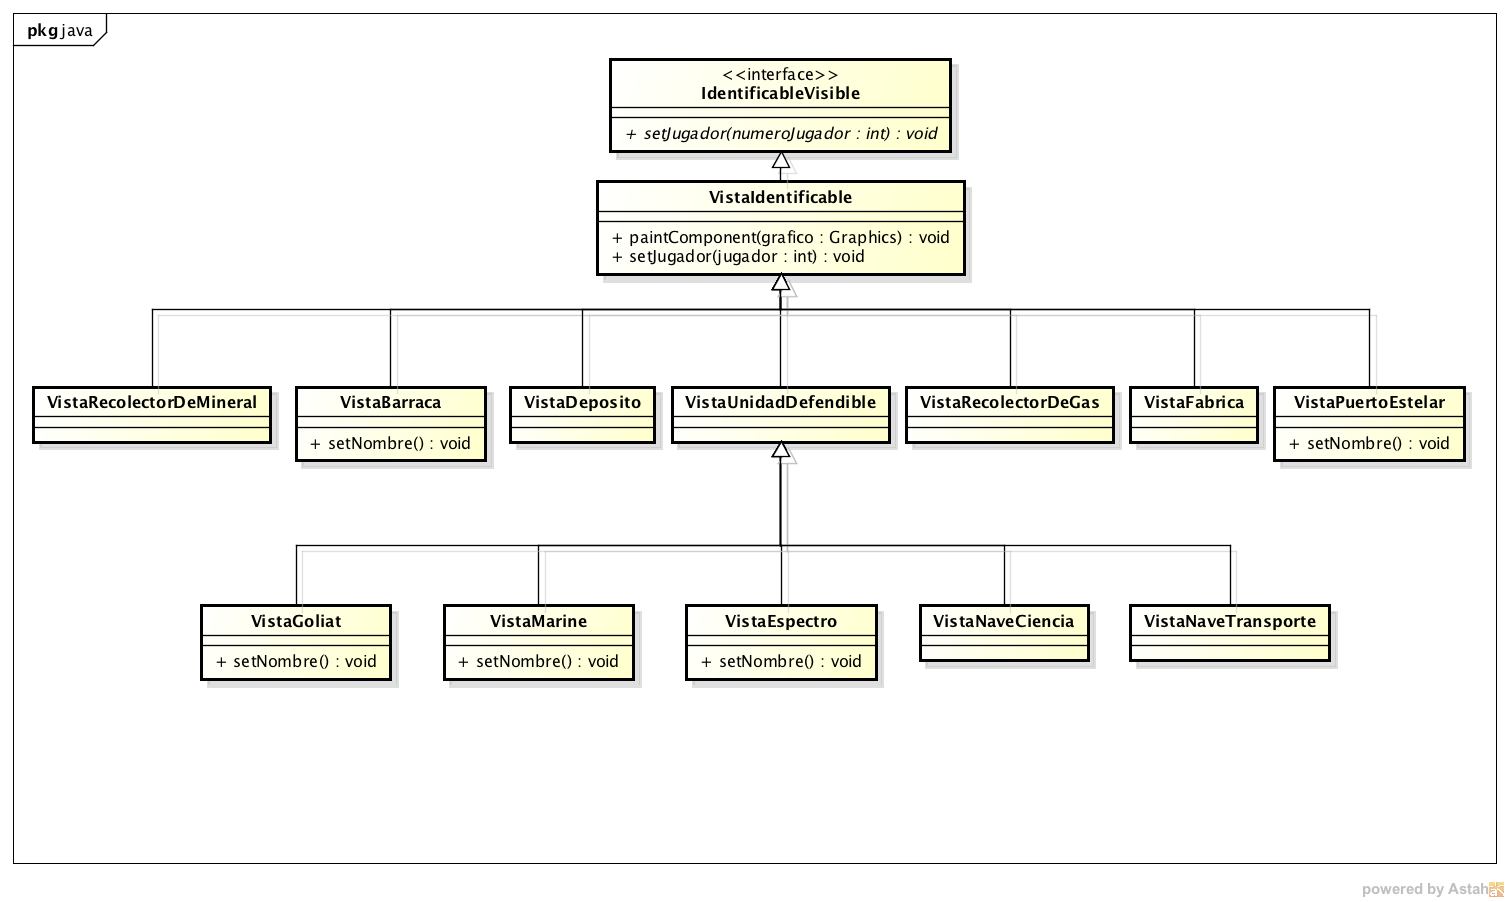 pkg java
<<interface>>
IdentificableVisible
+ setJugador(numeroJugador : int) : void
VistaIdentificable
+ paintComponent(grafico : Graphics) : void
+ setJugador(jugador : int) : void
VistaRecolectorDeMineral
VistaBarraca
+ setNombre() : void
VistaDeposito
VistaUnidadDefendible
VistaRecolectorDeGas
VistaFabrica
VistaPuertoEstelar
+ setNombre() : void
VistaGoliat
+ setNombre() : void
VistaMarine
+ setNombre() : void
VistaEspectro
+ setNombre() : void
VistaNaveCiencia
VistaNaveTransporte
powered by Astah